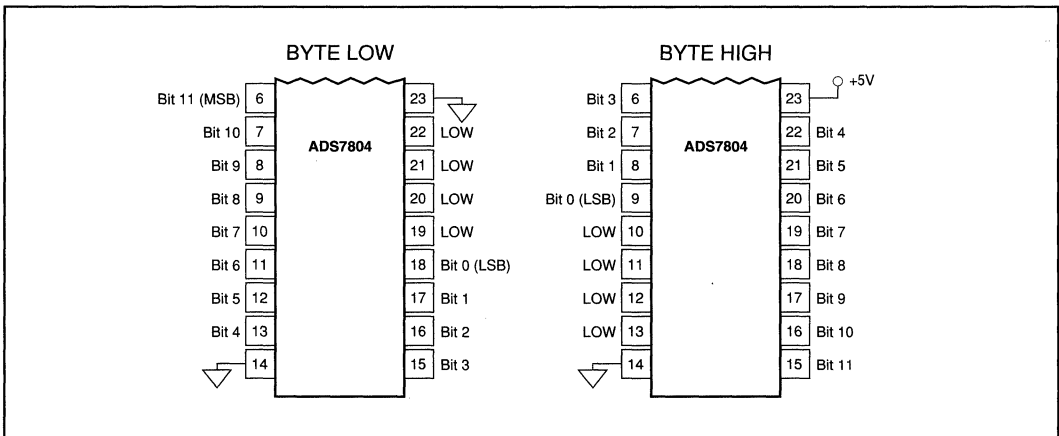 BYTE LOW
Bit 11 (MSB) 6 23
Bit 10 7 22 LOW
ADS7804
Bit 9 8 21 LOW
Bit 8 9 20 LOW
Bit 7 10 19 LOW
Bit 6 11 18 Bit 0 (LSB)
Bit 5 12 17 Bit 1
Bit 4 13 16 Bit 2
14 15 Bit 3
BYTE HIGH
+5V
Bit 3 6 23
Bit 2 7 22 Bit 4
ADS7804
Bit 1 8 21 Bit 5
Bit 0 (LSB) 9 20 Bit 6
LOW 10 19 Bit 7
LOW 11 18 Bit 8
LOW 12 17 Bit 9
LOW 13 16 Bit 10
14 15 Bit 11